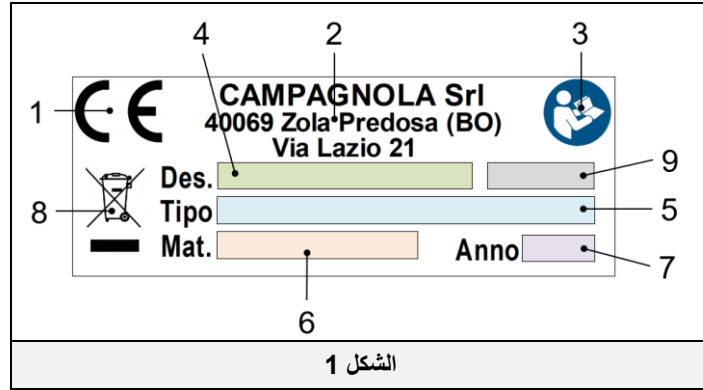 4 2 3
1 CE CAMPAGNOLA Srl
40069 Zola Predosa (BO)
Via Lazio 21
Des. 9
8 Tipo 5
Mat. Anno 7
6
الشكل 1